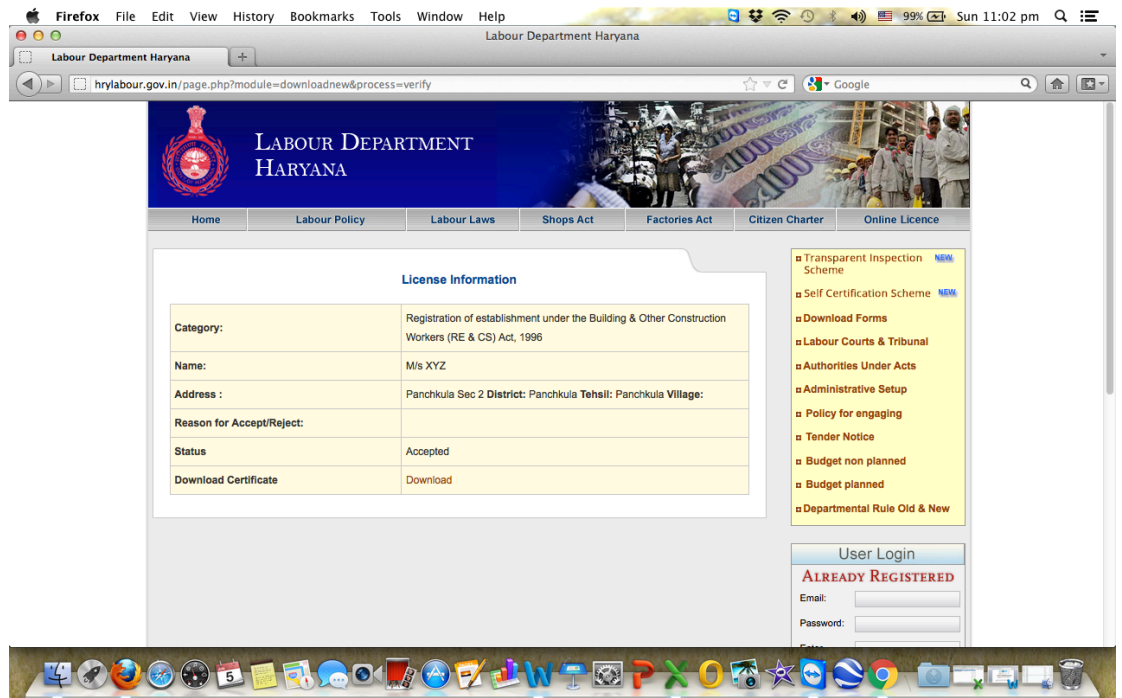 Firefox File Edit View History Bookmarks Tools Window Help 99% Sun 11:02 pm
Labour Department Haryana
Labour Department Haryana
hrylabour.gov.in/page.php?module=downloadnew&process=verify Google
LABOUR DEPARTMENT
HARYANA
Home Labour Policy Labour Laws Shops Act Factories Act Citizen Charter Online Licence
License Information
Category: Registration of establishment under the Building & Other Construction
Workers (RE & CS) Act, 1996
Name: M/s XYZ
Address : Panchkula Sec 2 District: Panchkula Tehsil: Panchkula Village:
Reason for Accept/Reject:
Status Accepted
Download Certificate Download
Transparent Inspection NEW
Scheme
Self Certification Scheme NEW
Download Forms
Labour Courts & Tribunal
Authorities Under Acts
Administrative Setup
Policy for engaging
Tender Notice
Budget non planned
Budget planned
Departmental Rule Old & New
User Login
ALREADY REGISTERED
Email:
Password:
5